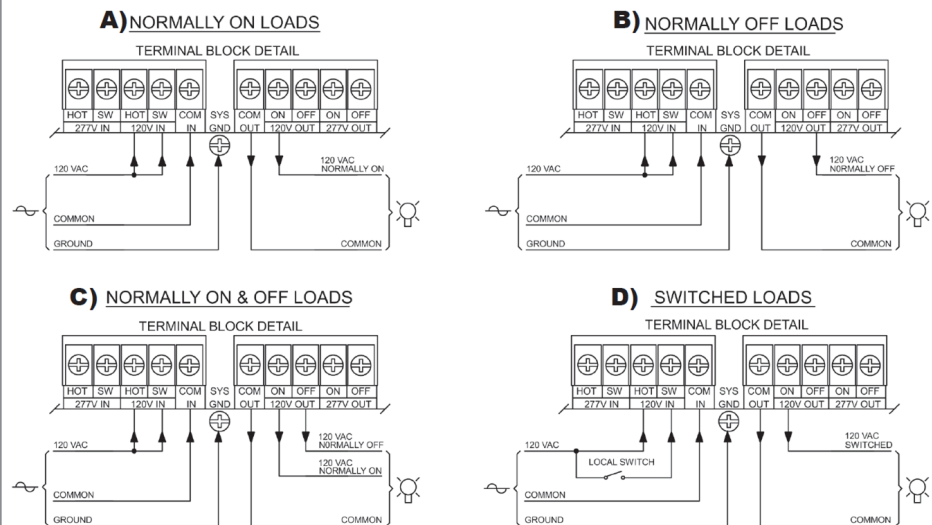 A) NORMALLY ON LOADS
TERMINAL BLOCK DETAIL
HOT SW HOT SW COM SYS COM ON OFF ON OFF
277V IN 120V IN IN GND OUT 120V OUT 277V OUT
120 VAC
120 VAC
NORMALLY ON
COMMON
GROUND
COMMON
B) NORMALLY OFF LOADS
TERMINAL BLOCK DETAIL
HOT SW HOT SW COM SYS COM ON OFF ON OFF
277V IN 120V IN IN GND OUT 120V OUT 277V OUT
120 VAC
120 VAC
NORMALLY OFF
COMMON
GROUND
COMMON
C) NORMALLY ON & OFF LOADS
TERMINAL BLOCK DETAIL
HOT SW HOT SW COM SYS COM ON OFF ON OFF
277V IN 120V IN IN GND OUT 120V OUT 277V OUT
120 VAC
120 VAC
NORMALLY OFF
120 VAC
NORMALLY ON
COMMON
GROUND
COMMON
D) SWITCHED LOADS
TERMINAL BLOCK DETAIL
HOT SW HOT SW COM SYS COM ON OFF ON OFF
277V IN 120V IN IN GND OUT 120V OUT 277V OUT
120 VAC
120 VAC
SWITCHED
LOCAL SWITCH
COMMON
GROUND
COMMON